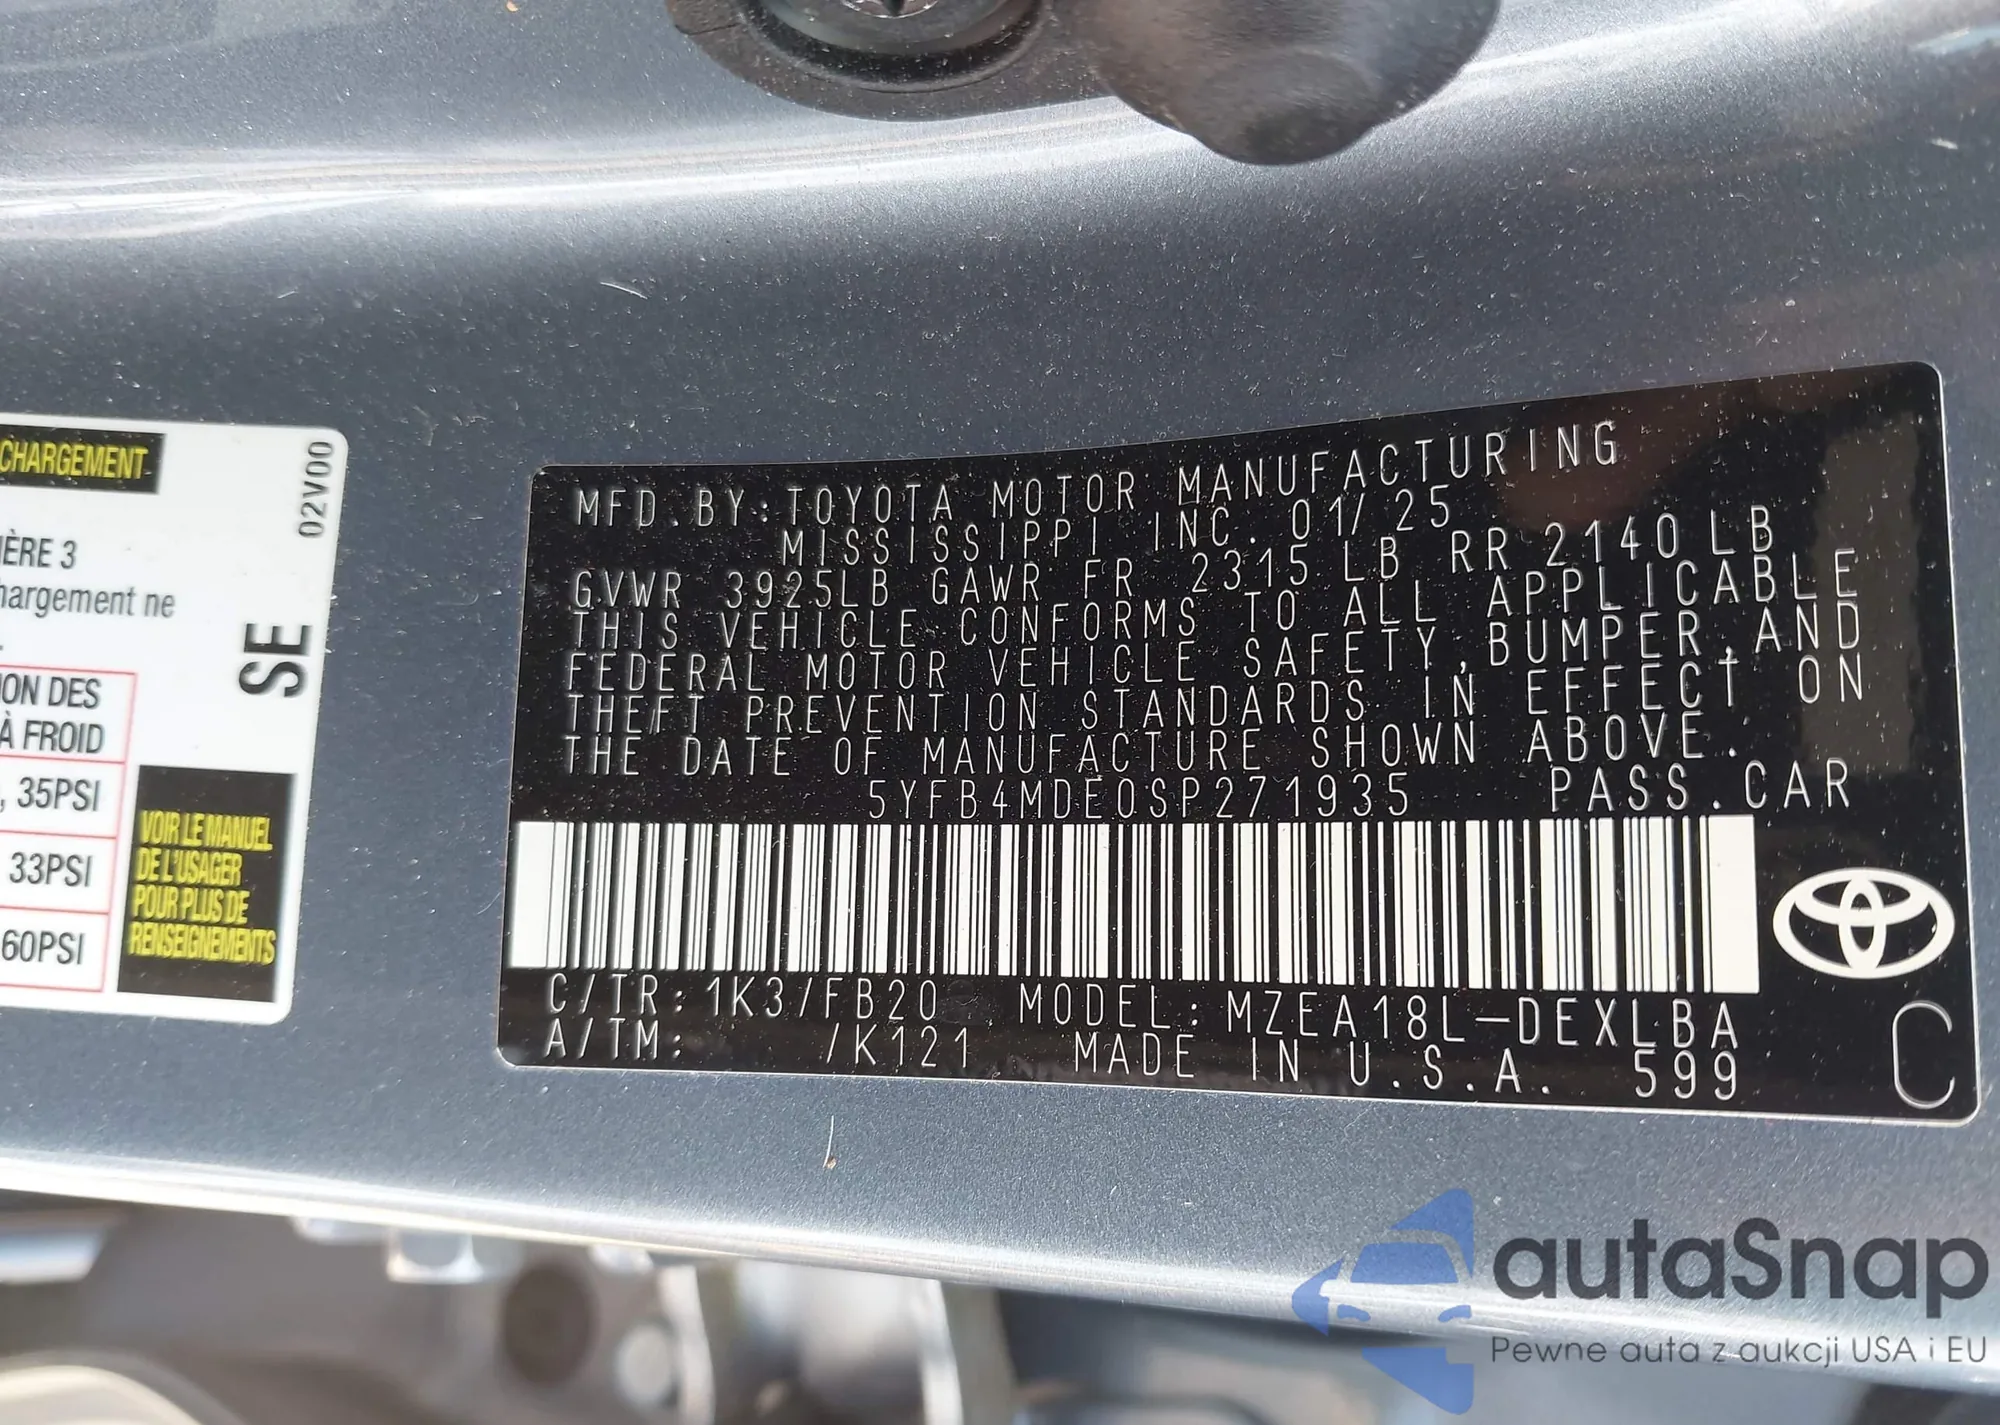 CHARGEMENT
02V00
IÈRE 3
hargement ne
SE
ION DES
À FROID
, 35PSI
33PSI
60PSI
VOIR LE MANUEL
DE L'USAGER
POUR PLUS DE
RENSEIGNEMENTS
MFD. BY: TOYOTA MOTOR MANUFACTURING
MISSISSIPPI INC. 01/25
GVWR 3925LB GAWR FR 2315 LB RR 2140 LB
THIS VEHICLE CONFORMS TO ALL APPLICABLE
FEDERAL MOTOR VEHICLE SAFETY, BUMPER, AND
THEFT PREVENTION STANDARDS IN EFFECT ON
THE DATE OF MANUFACTURE SHOWN ABOVE.
5YFB4MDE0SP271935 PASS. CAR
C/TR: 1K3/FB20 MODEL: MZEA18L-DEXLBA
A/TM: /K121 MADE IN U.S.A. 599
C
autaSnap
Pewne auta z aukcji USA i EU